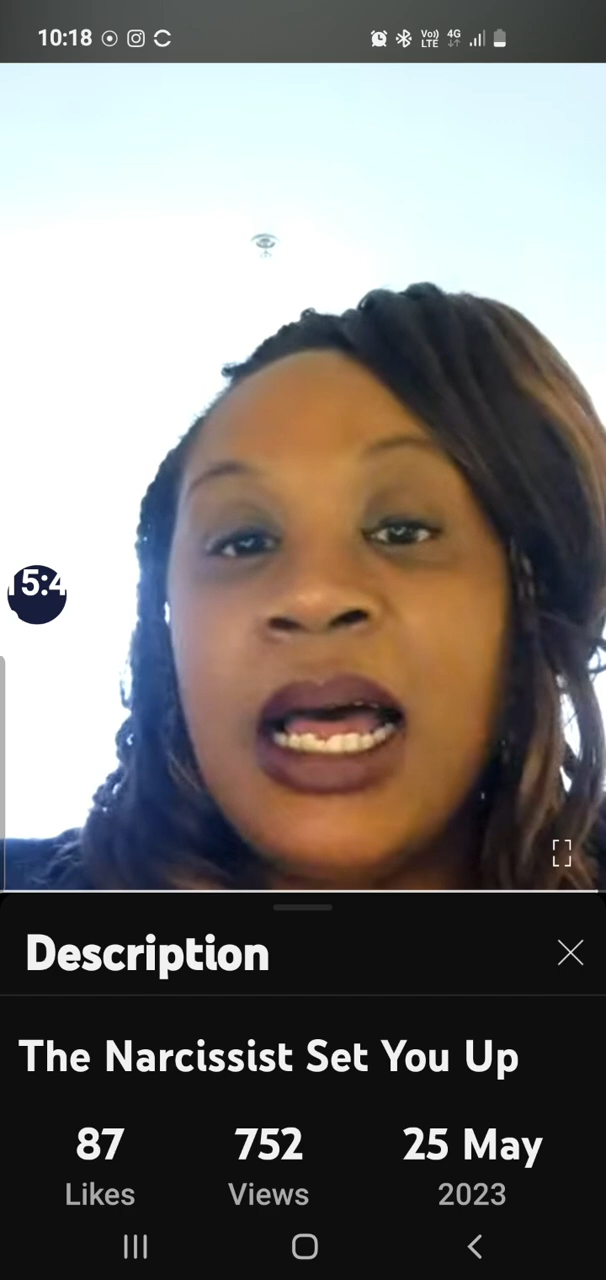 10:18
Vo))
LTE
4G
15:4
Description
The Narcissist Set You Up
87
752
25 May
Likes
Views
2023